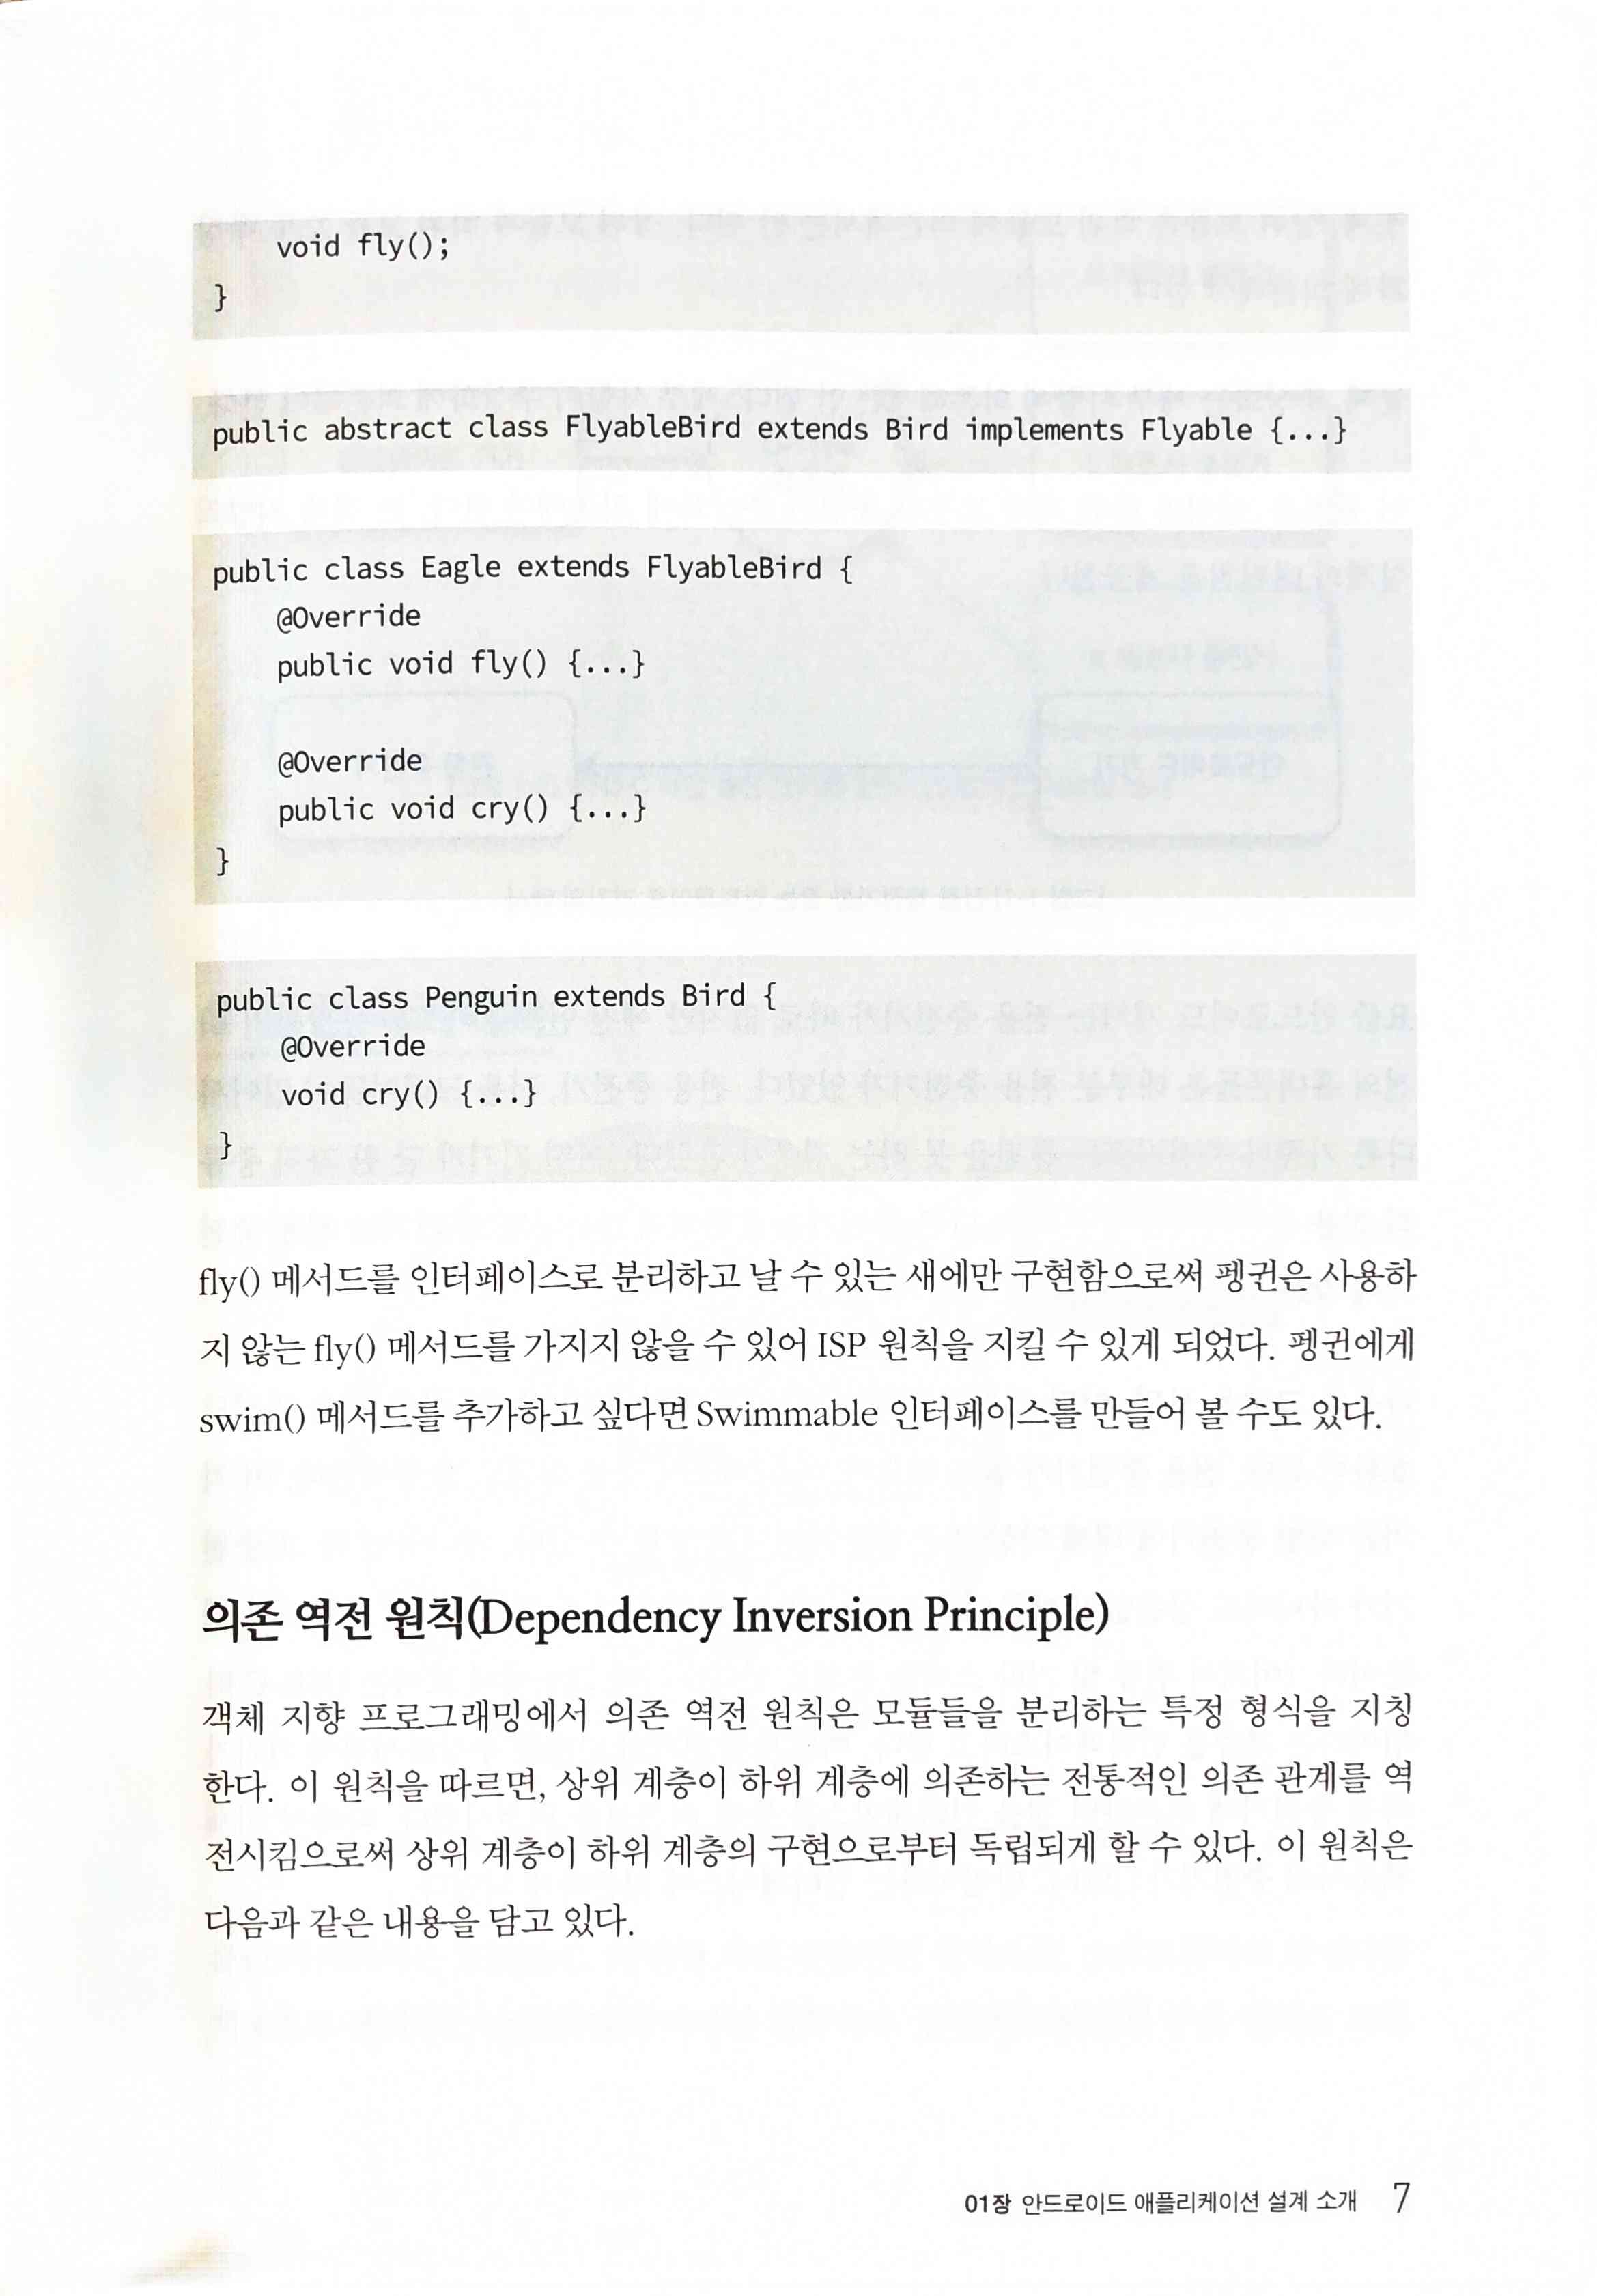 void fly();
}
public abstract class FlyableBird extends Bird implements Flyable {...}
public class Eagle extends FlyableBird {
    @Override
    public void fly() {...}

    @Override
    public void cry() {...}
}
public class Penguin extends Bird {
    @Override
    void cry() {...}
}
fly() 메서드를 인터페이스로 분리하고 날 수 있는 새에만 구현함으로써 펭귄은 사용하
지 않는 fly() 메서드를 가지지 않을 수 있어 ISP 원칙을 지킬 수 있게 되었다. 펭귄에게
swim() 메서드를 추가하고 싶다면 Swimmable 인터페이스를 만들어 볼 수도 있다.
의존 역전 원칙(Dependency Inversion Principle)
객체 지향 프로그래밍에서 의존 역전 원칙은 모듈들을 분리하는 특정 형식을 지칭
한다. 이 원칙을 따르면, 상위 계층이 하위 계층에 의존하는 전통적인 의존 관계를 역
전시킴으로써 상위 계층이 하위 계층의 구현으로부터 독립되게 할 수 있다. 이 원칙은
다음과 같은 내용을 담고 있다.
01장 안드로이드 애플리케이션 설계 소개 7